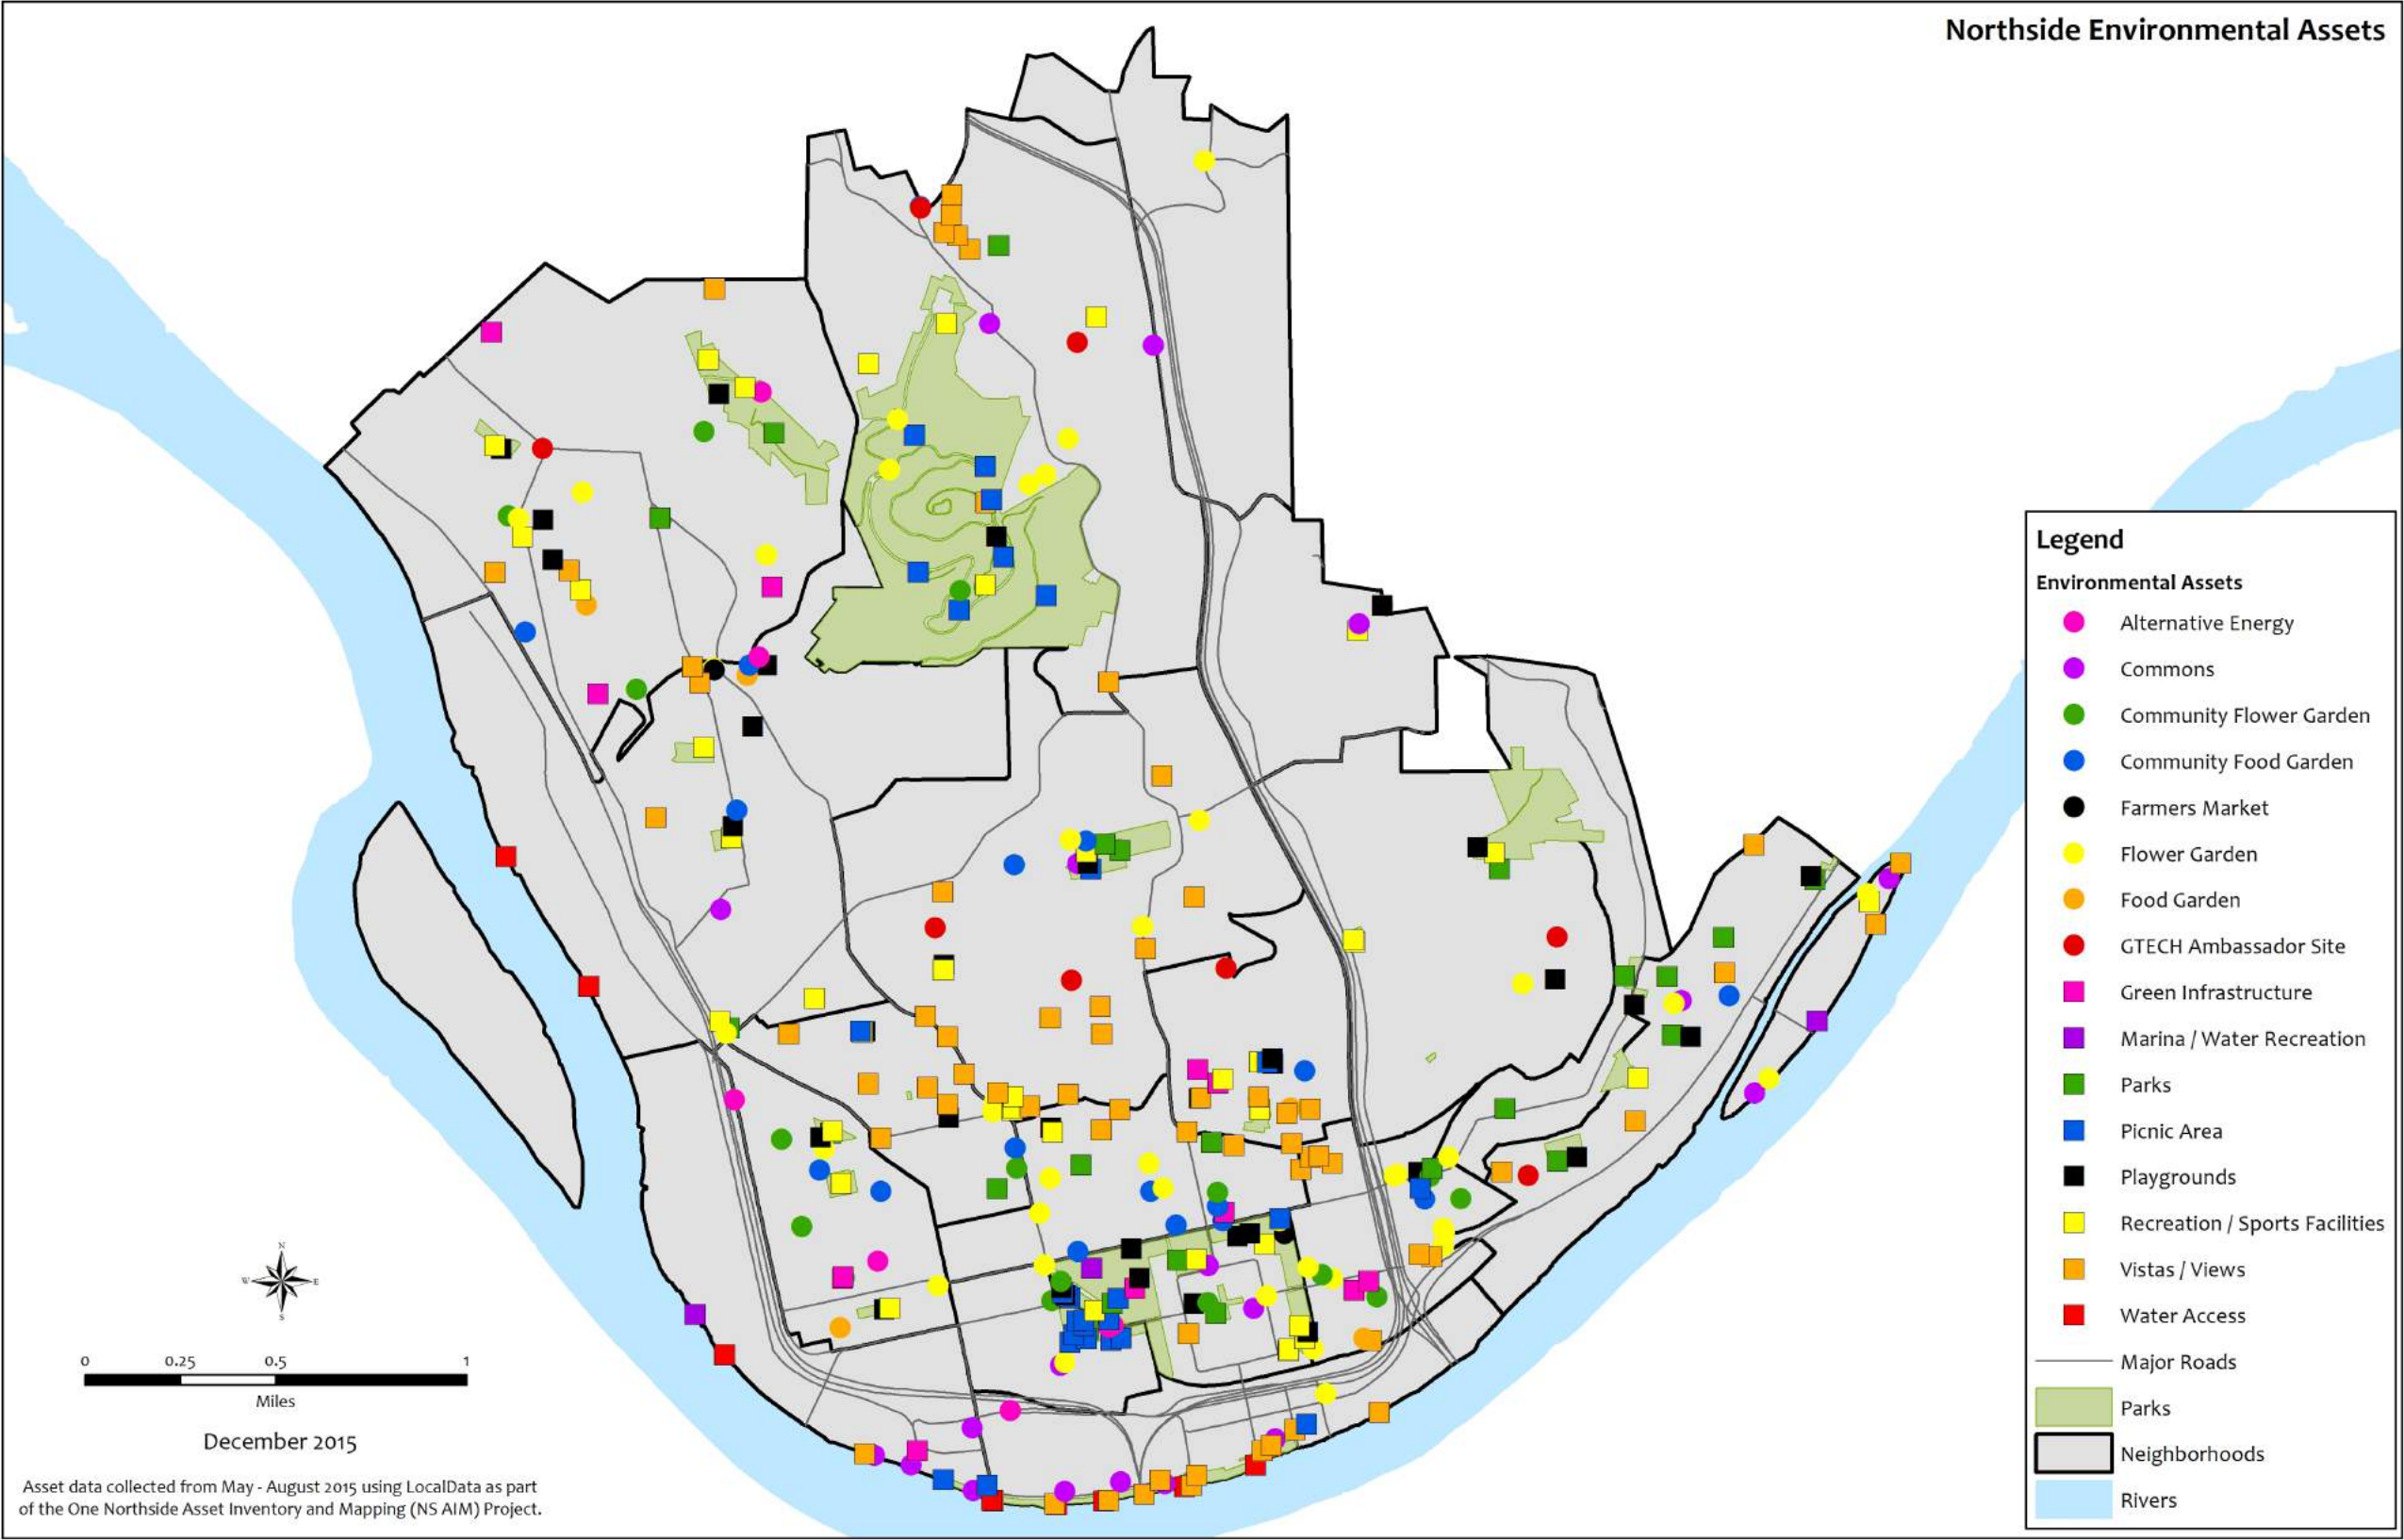 Northside Environmental Assets
Legend
Environmental Assets
Alternative Energy
Commons
Community Flower Garden
Community Food Garden
Farmers Market
Flower Garden
Food Garden
GTECH Ambassador Site
Green Infrastructure
Marina / Water Recreation
Parks
Picnic Area
Playgrounds
Recreation / Sports Facilities
Vistas / Views
Water Access
Major Roads
Parks
Neighborhoods
Rivers
N
W E
S
0 0.25 0.5 1
Miles
December 2015
Asset data collected from May - August 2015 using LocalData as part
of the One Northside Asset Inventory and Mapping (NS AIM) Project.